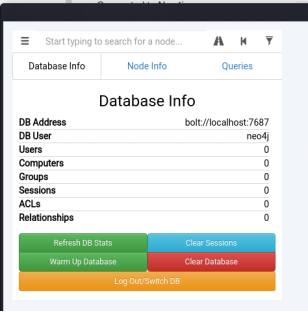 Start typing to search for a node...
Database Info Node Info Queries
Database Info
DB Address bolt://localhost:7687
DB User neo4j
Users 0
Computers 0
Groups 0
Sessions 0
ACLs 0
Relationships 0
Refresh DB Stats Clear Sessions
Warm Up Database Clear Database
Log Out/Switch DB